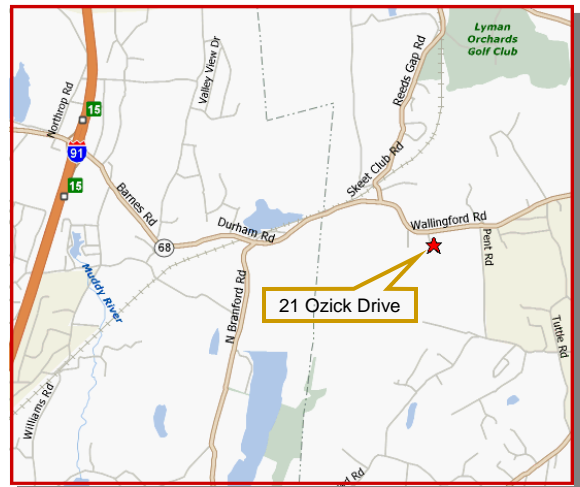 Lyman
Orchards
Golf Club
Northrop Rd
Valley View Dr
Reeds Gap Rd
15
91
15
Barnes Rd
Skeet Club Rd
Durham Rd
68
Wallingford Rd
Pent Rd
Muddy River
N Branford Rd
21 Ozick Drive
Tuttle Rd
Williams Rd
Rd